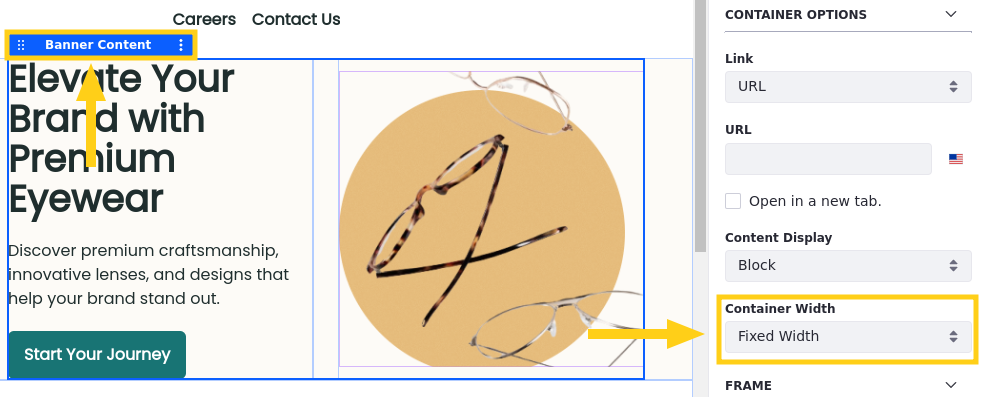 Careers Contact Us
Banner Content
Elevate Your
Brand with
Premium
Eyewear
Discover premium craftsmanship,
innovative lenses, and designs that
help your brand stand out.
Start Your Journey
CONTAINER OPTIONS
Link
URL
URL
Open in a new tab.
Content Display
Block
Container Width
Fixed Width
FRAME